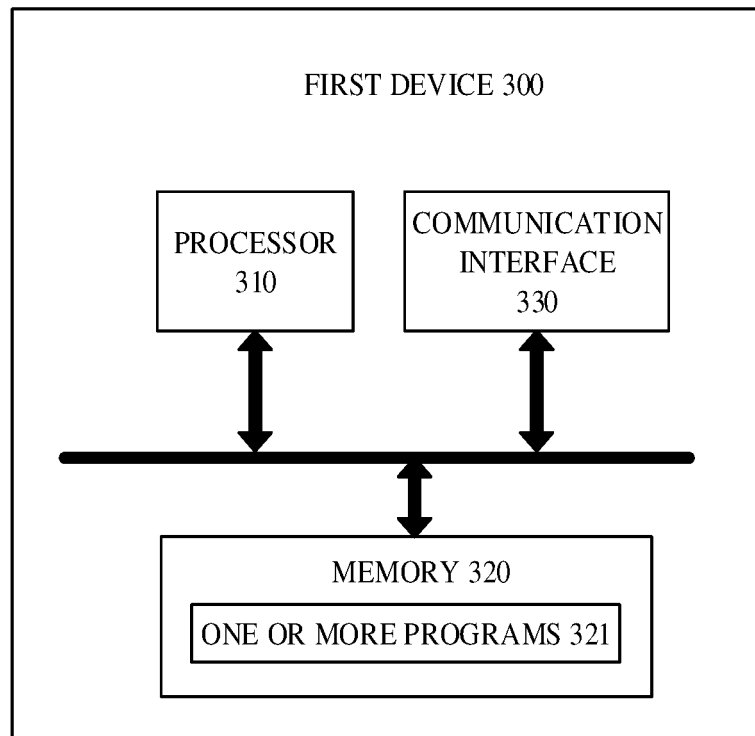 FIRST DEVICE 300
PROCESSOR
310
COMMUNICATION
INTERFACE
330
MEMORY 320
ONE OR MORE PROGRAMS 321